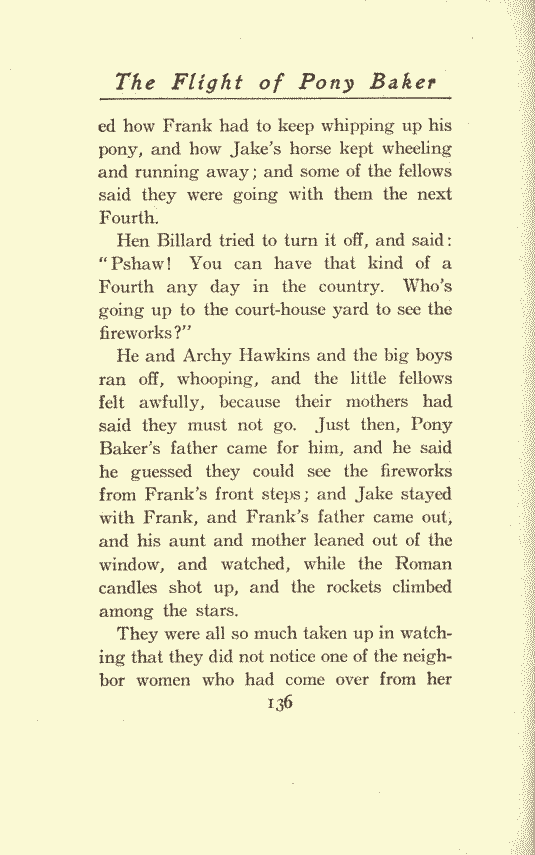 The Flight of Pony Baker
ed how Frank had to keep whipping up his
pony, and how Jake's horse kept wheeling
and running away; and some of the fellows
said they were going with them the next
Fourth.
Hen Billard tried to turn it off, and said:
"Pshaw! You can have that kind of a
Fourth any day in the country. Who's
going up to the court-house yard to see the
fireworks?"
He and Archy Hawkins and the big boys
ran off, whooping, and the little fellows
felt awfully, because their mothers had
said they must not go. Just then, Pony
Baker's father came for him, and he said
he guessed they could see the fireworks
from Frank's front steps; and Jake stayed
with Frank, and Frank's father came out,
and his aunt and mother leaned out of the
window, and watched, while the Roman
candles shot up, and the rockets climbed
among the stars.
They were all so much taken up in watch-
ing that they did not notice one of the neigh-
bor women who had come over from her
136